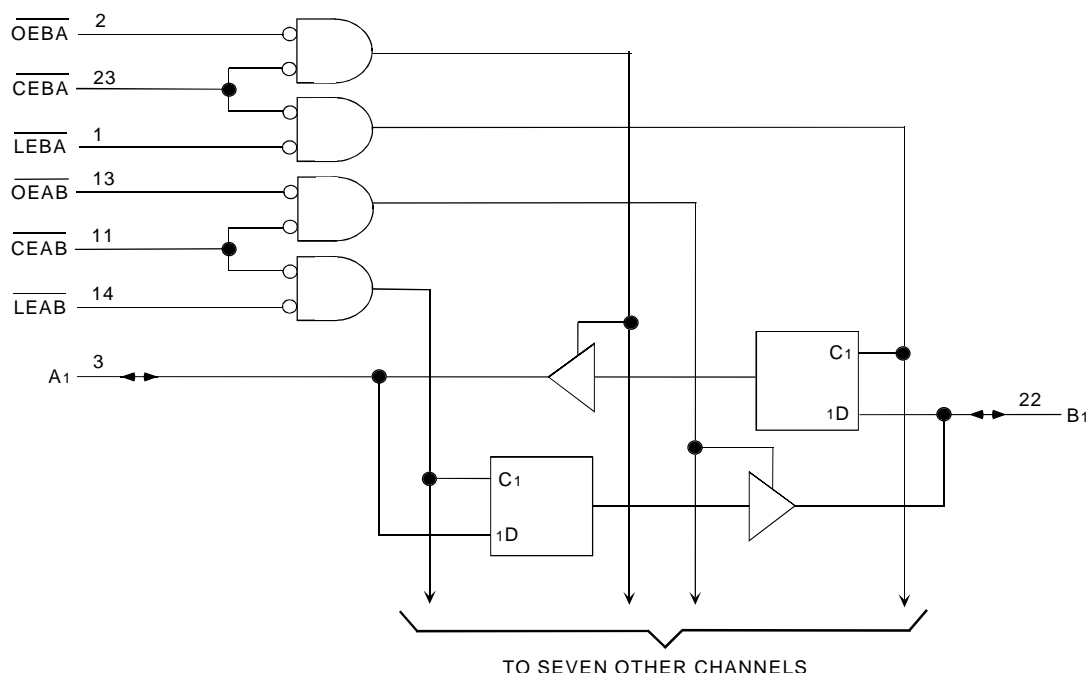 OEBA 2
CEBA 23
LEBA 1
OEAB 13
CEAB 11
LEAB 14
A1 3
C1
1D
22 B1
C1
1D
TO SEVEN OTHER CHANNELS